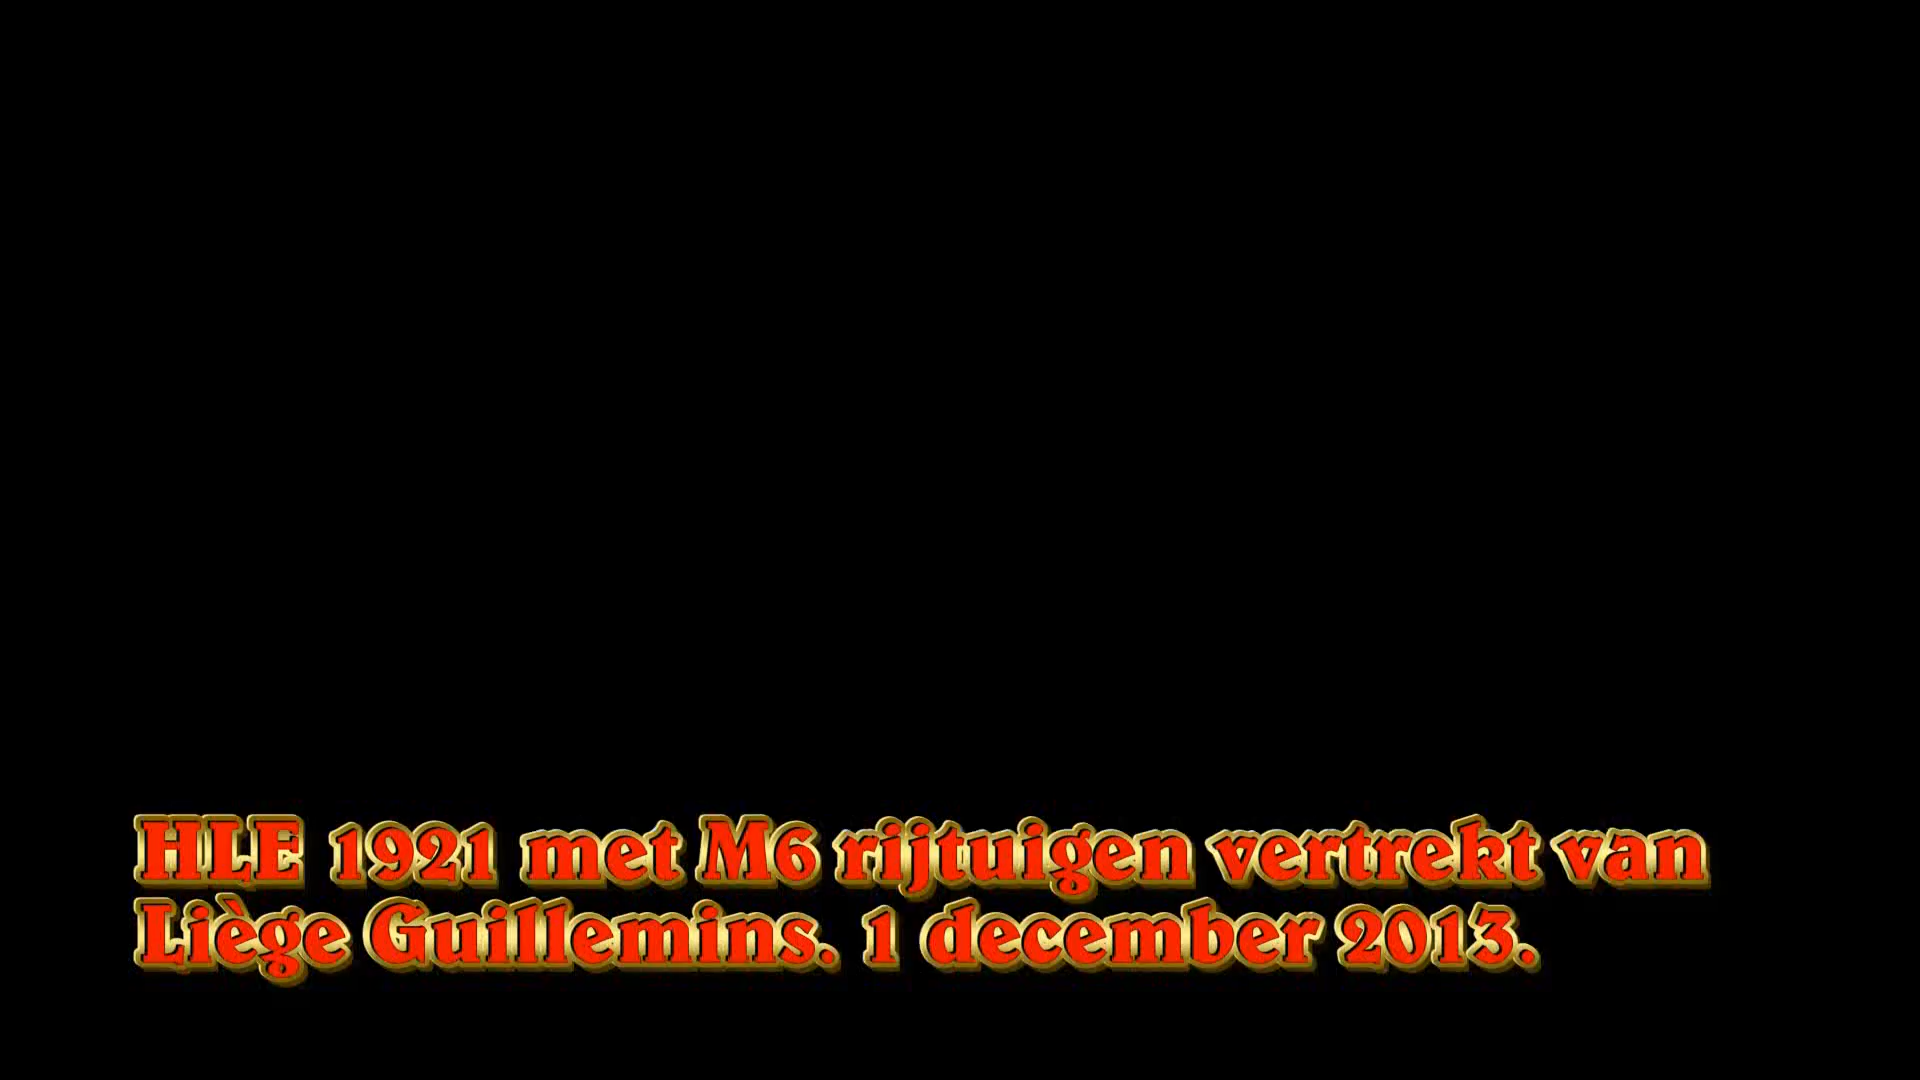 HLE 1921 met M6 rijtuigen vertrekt van
Liège Guillemins. 1 december 2013.